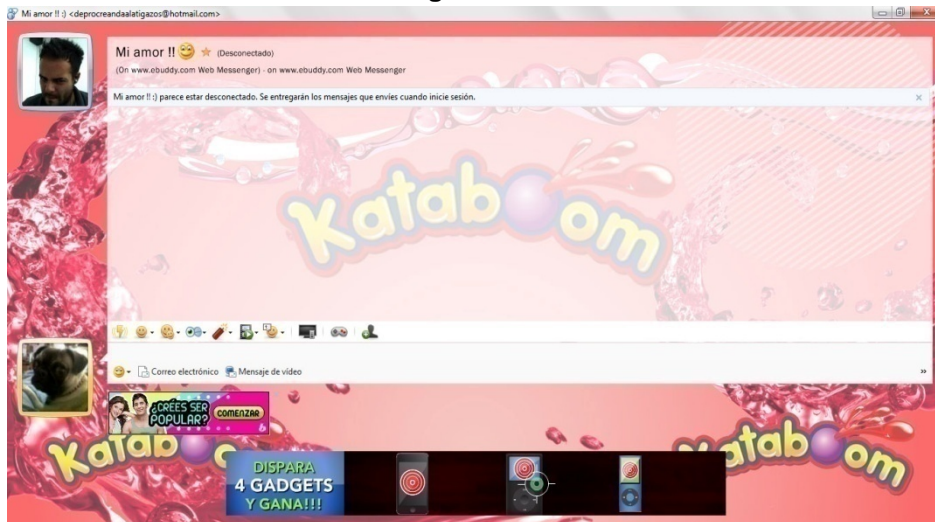 Mi amor !! :) <deprocreandaalatigazos@hotmail.com>
Mi amor !! (Desconectado)
(On www.ebuddy.com Web Messenger) - on www.ebuddy.com Web Messenger
Mi amor !! :) parece estar desconectado. Se entregarán los mensajes que envíes cuando inicie sesión.
Kataboom
Correo electrónico Mensaje de vídeo
¿CREES SER
POPULAR?
COMENZAR
Kataboom
Kataboom
DISPARA
4 GADGETS
Y GANA!!!